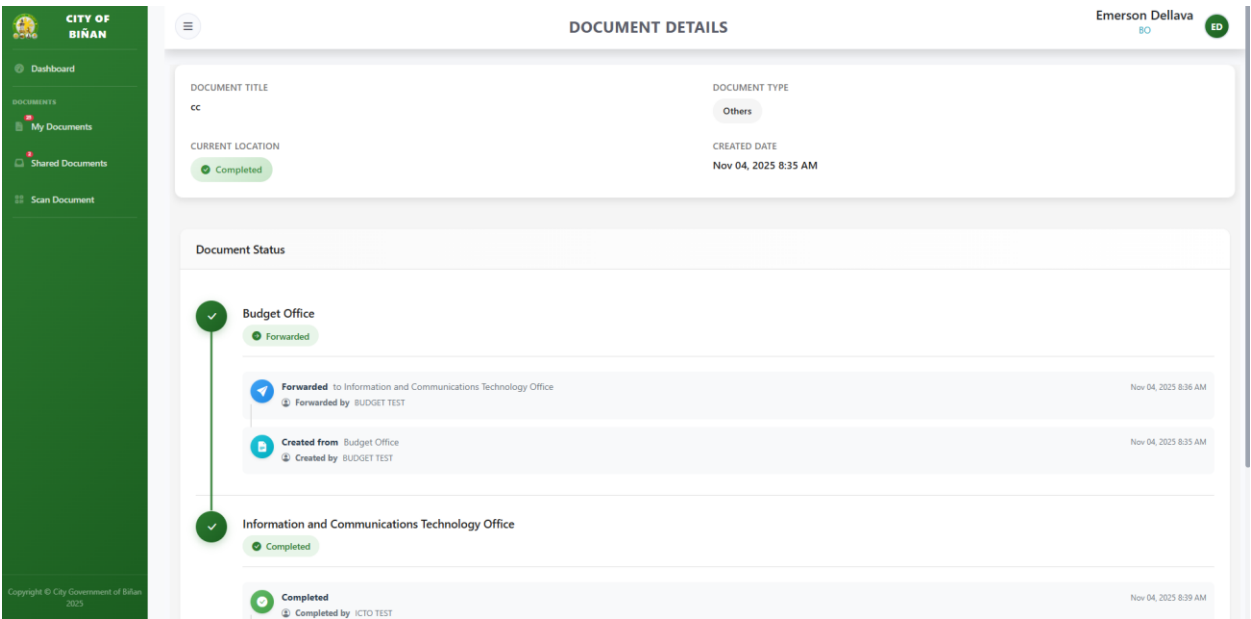 CITY OF
BIÑAN
DOCUMENT DETAILS
Emerson Dellava
BO
ED
Dashboard
DOCUMENTS
My Documents
Shared Documents
Scan Document
Copyright © City Government of Biñan
2025
DOCUMENT TITLE
cc
DOCUMENT TYPE
Others
CURRENT LOCATION
Completed
CREATED DATE
Nov 04, 2025 8:35 AM
Document Status
Budget Office
Forwarded
Forwarded to Information and Communications Technology Office
Nov 04, 2025 8:36 AM
Forwarded by BUDGET TEST
Created from Budget Office
Nov 04, 2025 8:35 AM
Created by BUDGET TEST
Information and Communications Technology Office
Completed
Completed
Nov 04, 2025 8:39 AM
Completed by ICTO TEST